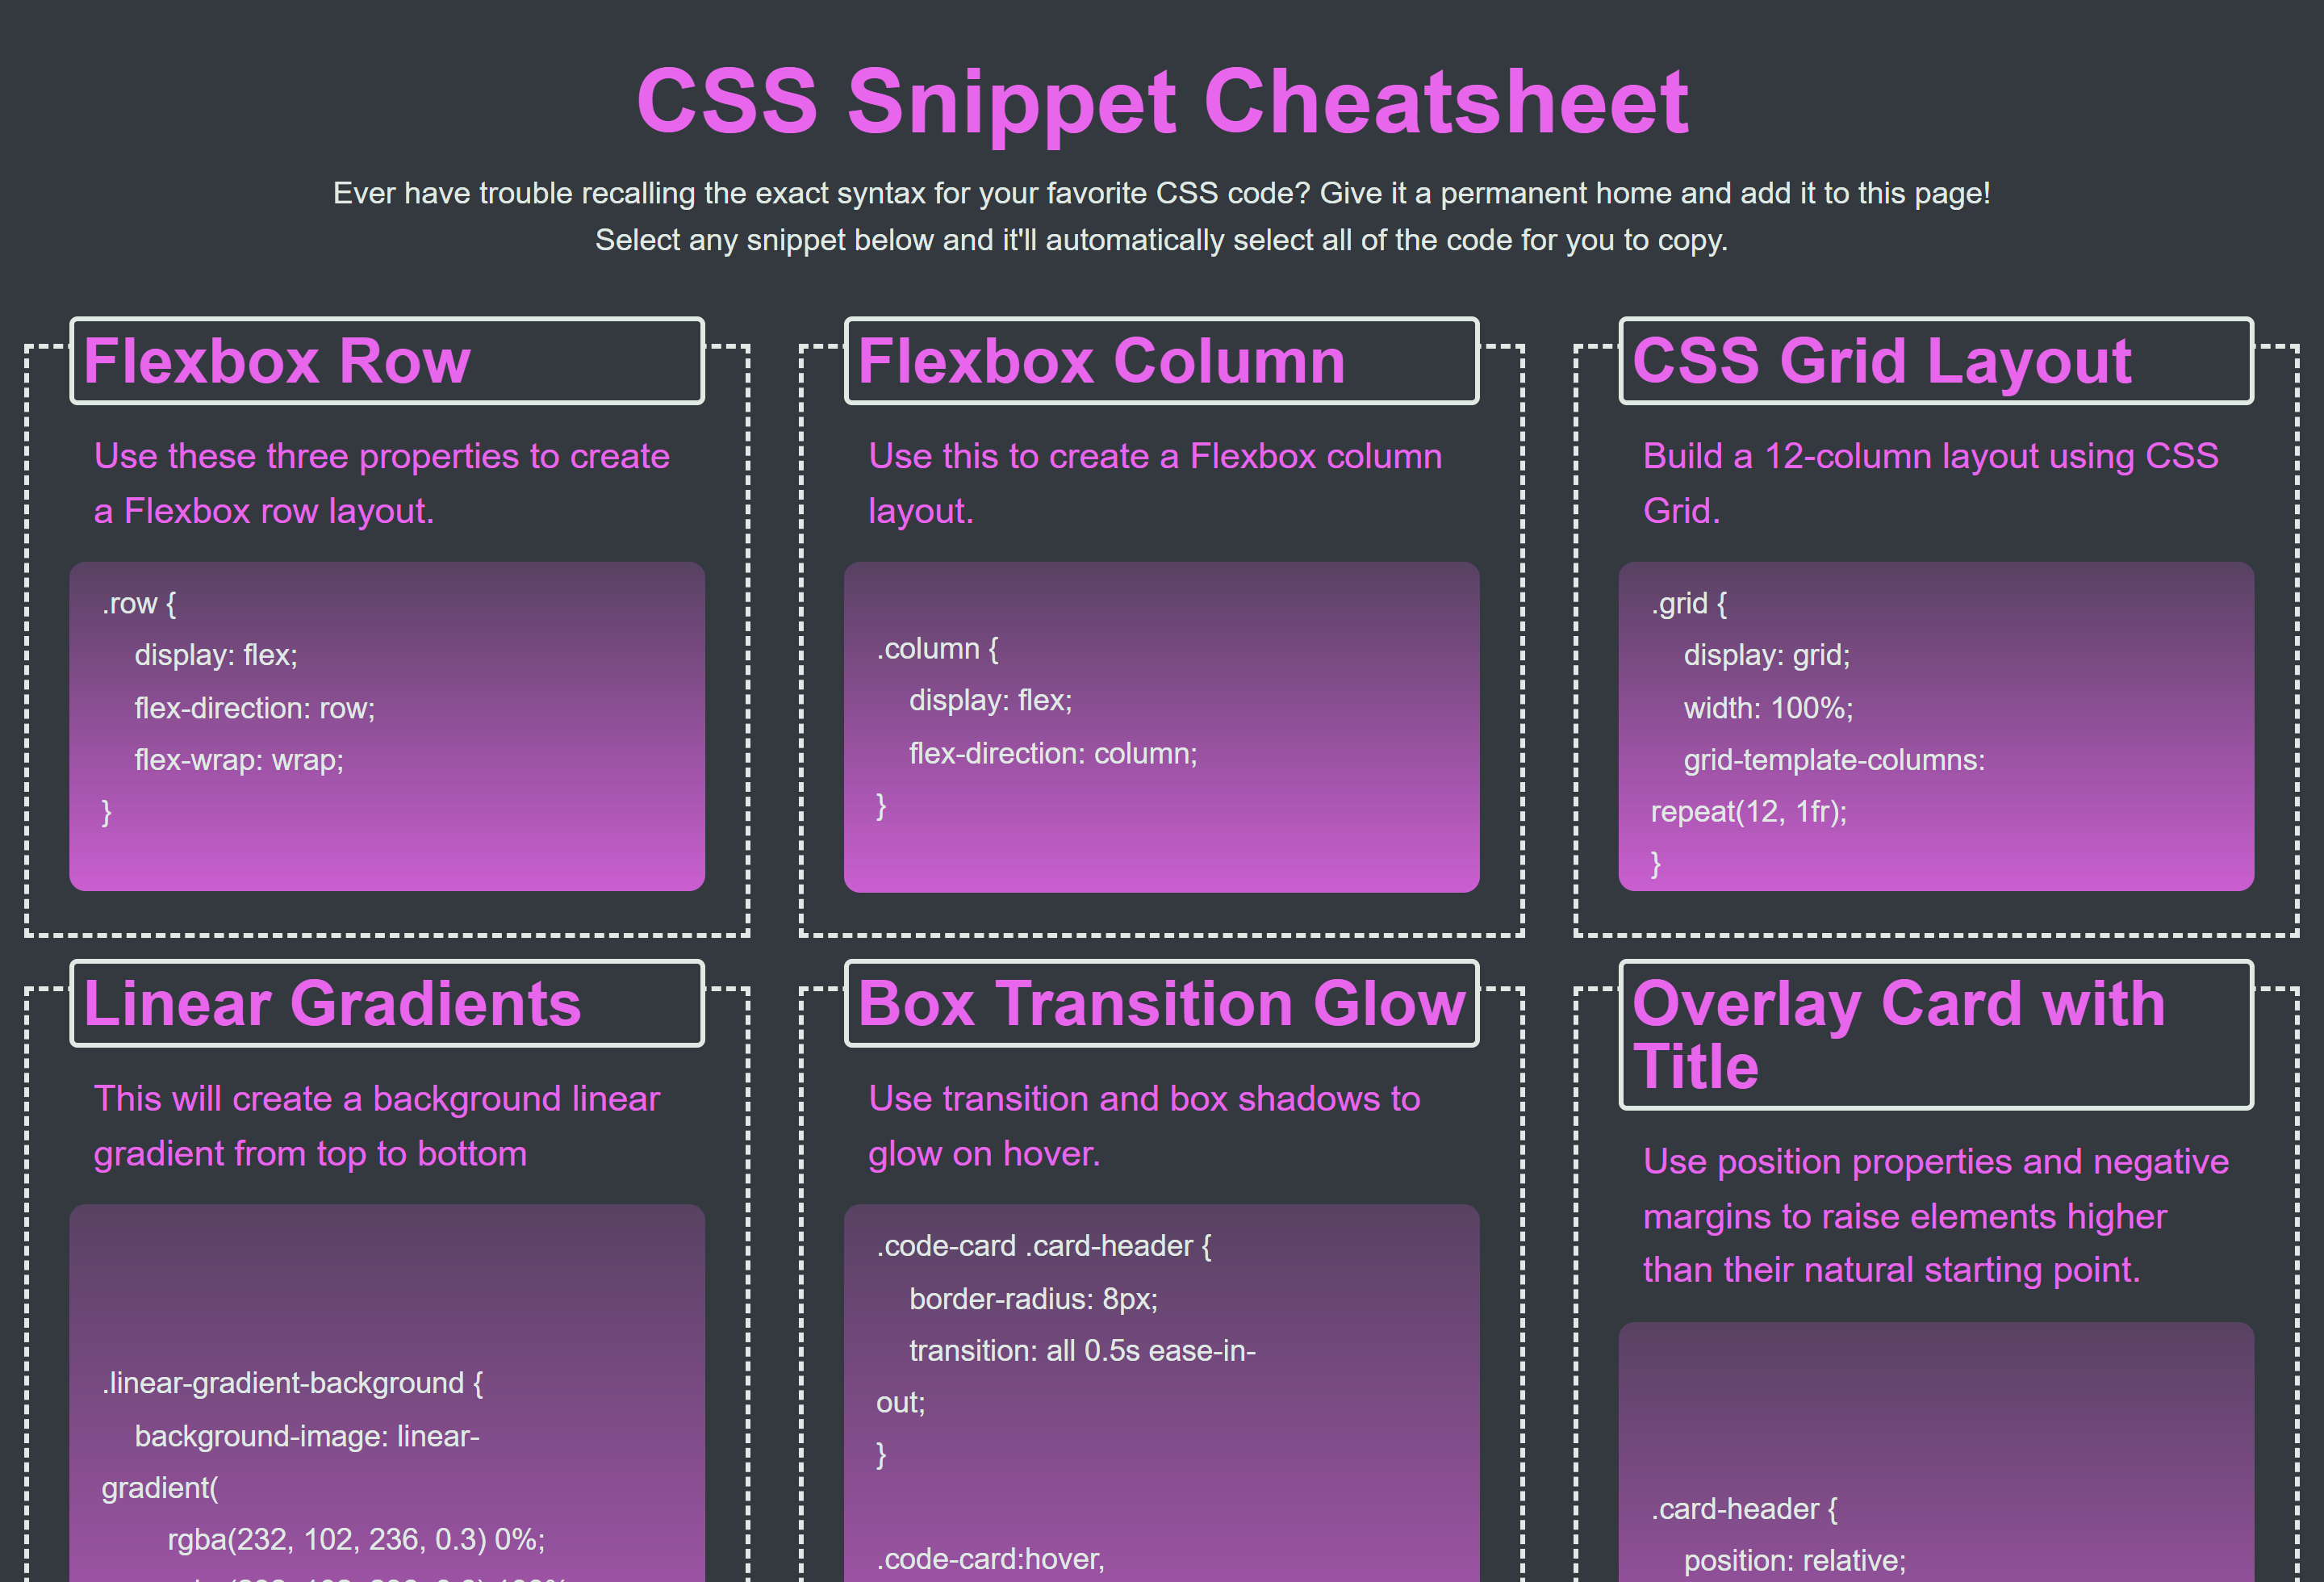 CSS Snippet Cheatsheet
Ever have trouble recalling the exact syntax for your favorite CSS code? Give it a permanent home and add it to this page!
Select any snippet below and it'll automatically select all of the code for you to copy.
Flexbox Row
Use these three properties to create
a Flexbox row layout.
.row {
display: flex;
flex-direction: row;
flex-wrap: wrap;
}
Flexbox Column
Use this to create a Flexbox column
layout.
.column {
display: flex;
flex-direction: column;
}
CSS Grid Layout
Build a 12-column layout using CSS
Grid.
.grid {
display: grid;
width: 100%;
grid-template-columns:
repeat(12, 1fr);
}
Linear Gradients
This will create a background linear
gradient from top to bottom
.linear-gradient-background {
background-image: linear-
gradient(
rgba(232, 102, 236, 0.3) 0%;
Box Transition Glow
Use transition and box shadows to
glow on hover.
.code-card .card-header {
border-radius: 8px;
transition: all 0.5s ease-in-
out;
}
.code-card:hover,
Overlay Card with
Title
Use position properties and negative
margins to raise elements higher
than their natural starting point.
.card-header {
position: relative;